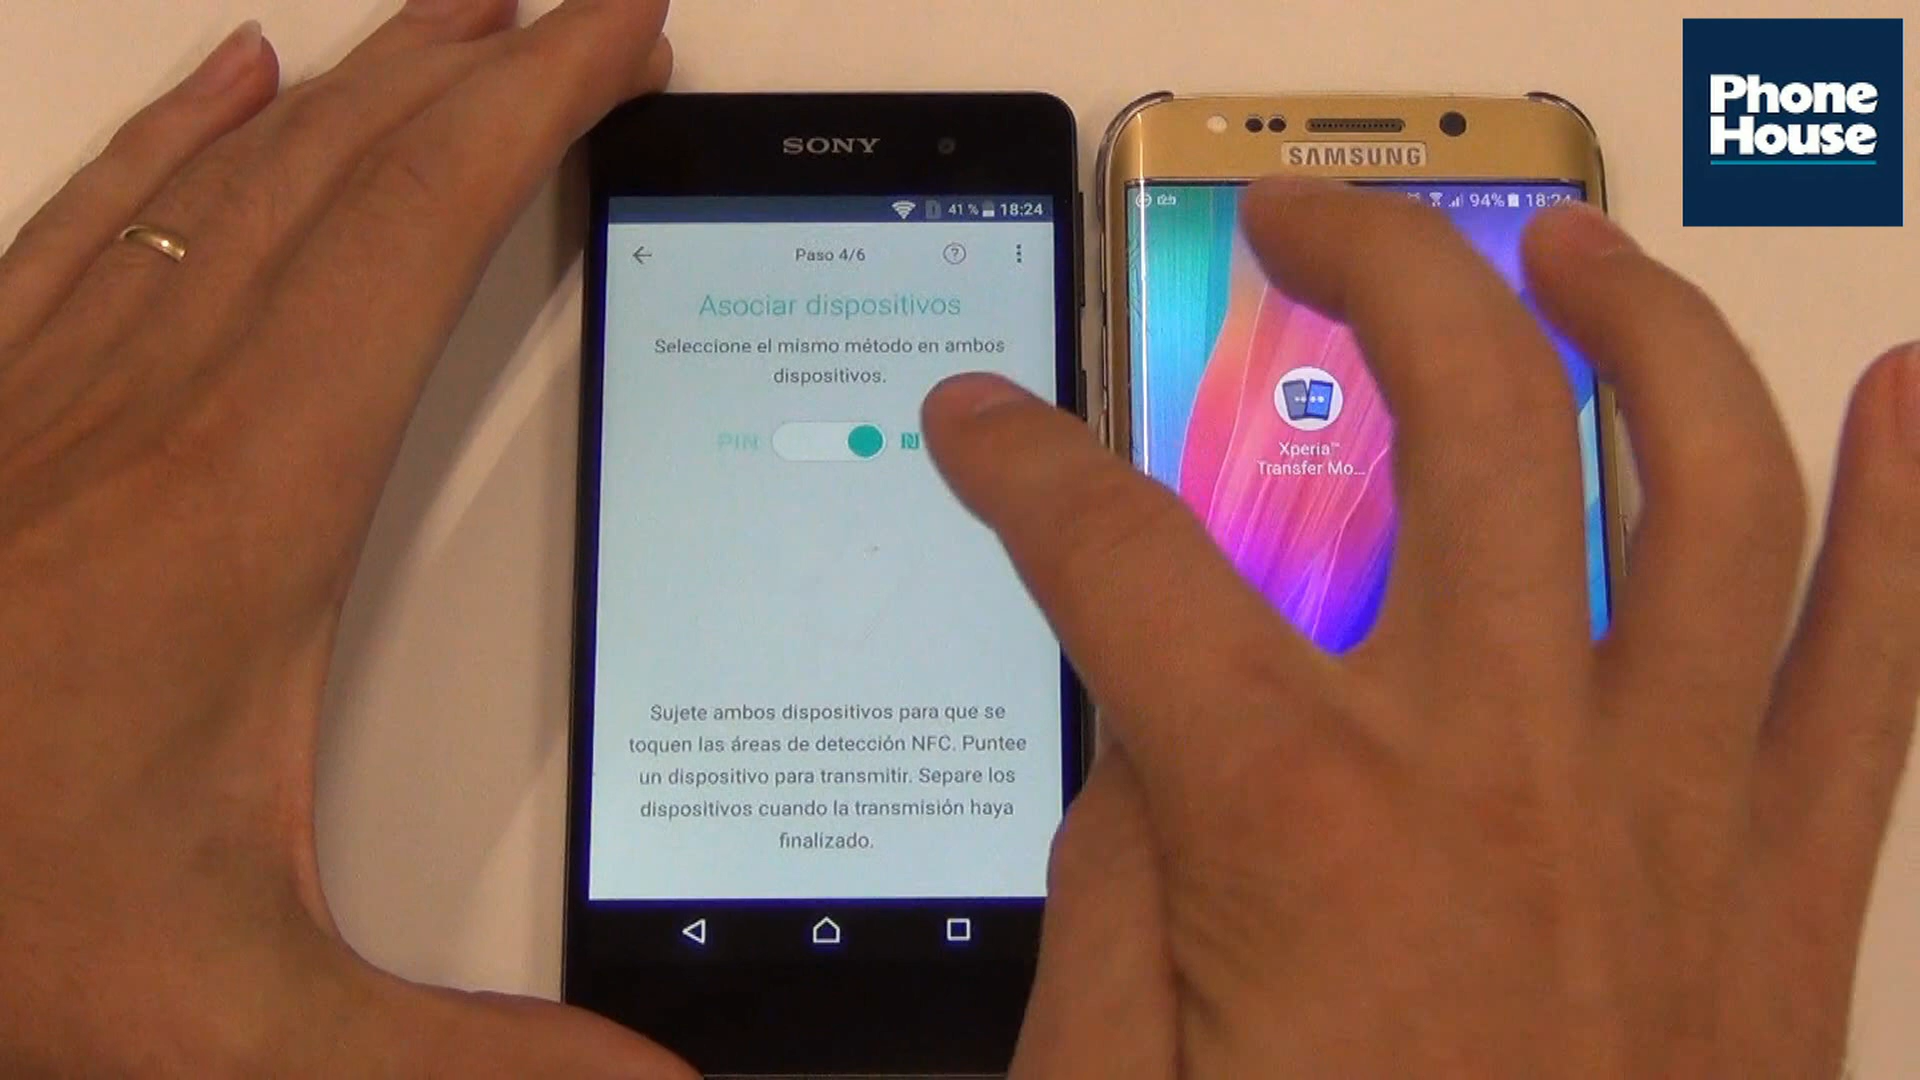 Phone
House
SONY
41 %
18:24
Paso 4/6
?
Asociar dispositivos
Seleccione el mismo método en ambos
dispositivos.
PIN
Sujete ambos dispositivos para que se
toquen las áreas de detección NFC. Puntee
un dispositivo para transmitir. Separe los
dispositivos cuando la transmisión haya
finalizado.
SAMSUNG
94%
18:24
Xperia™
Transfer Mo...